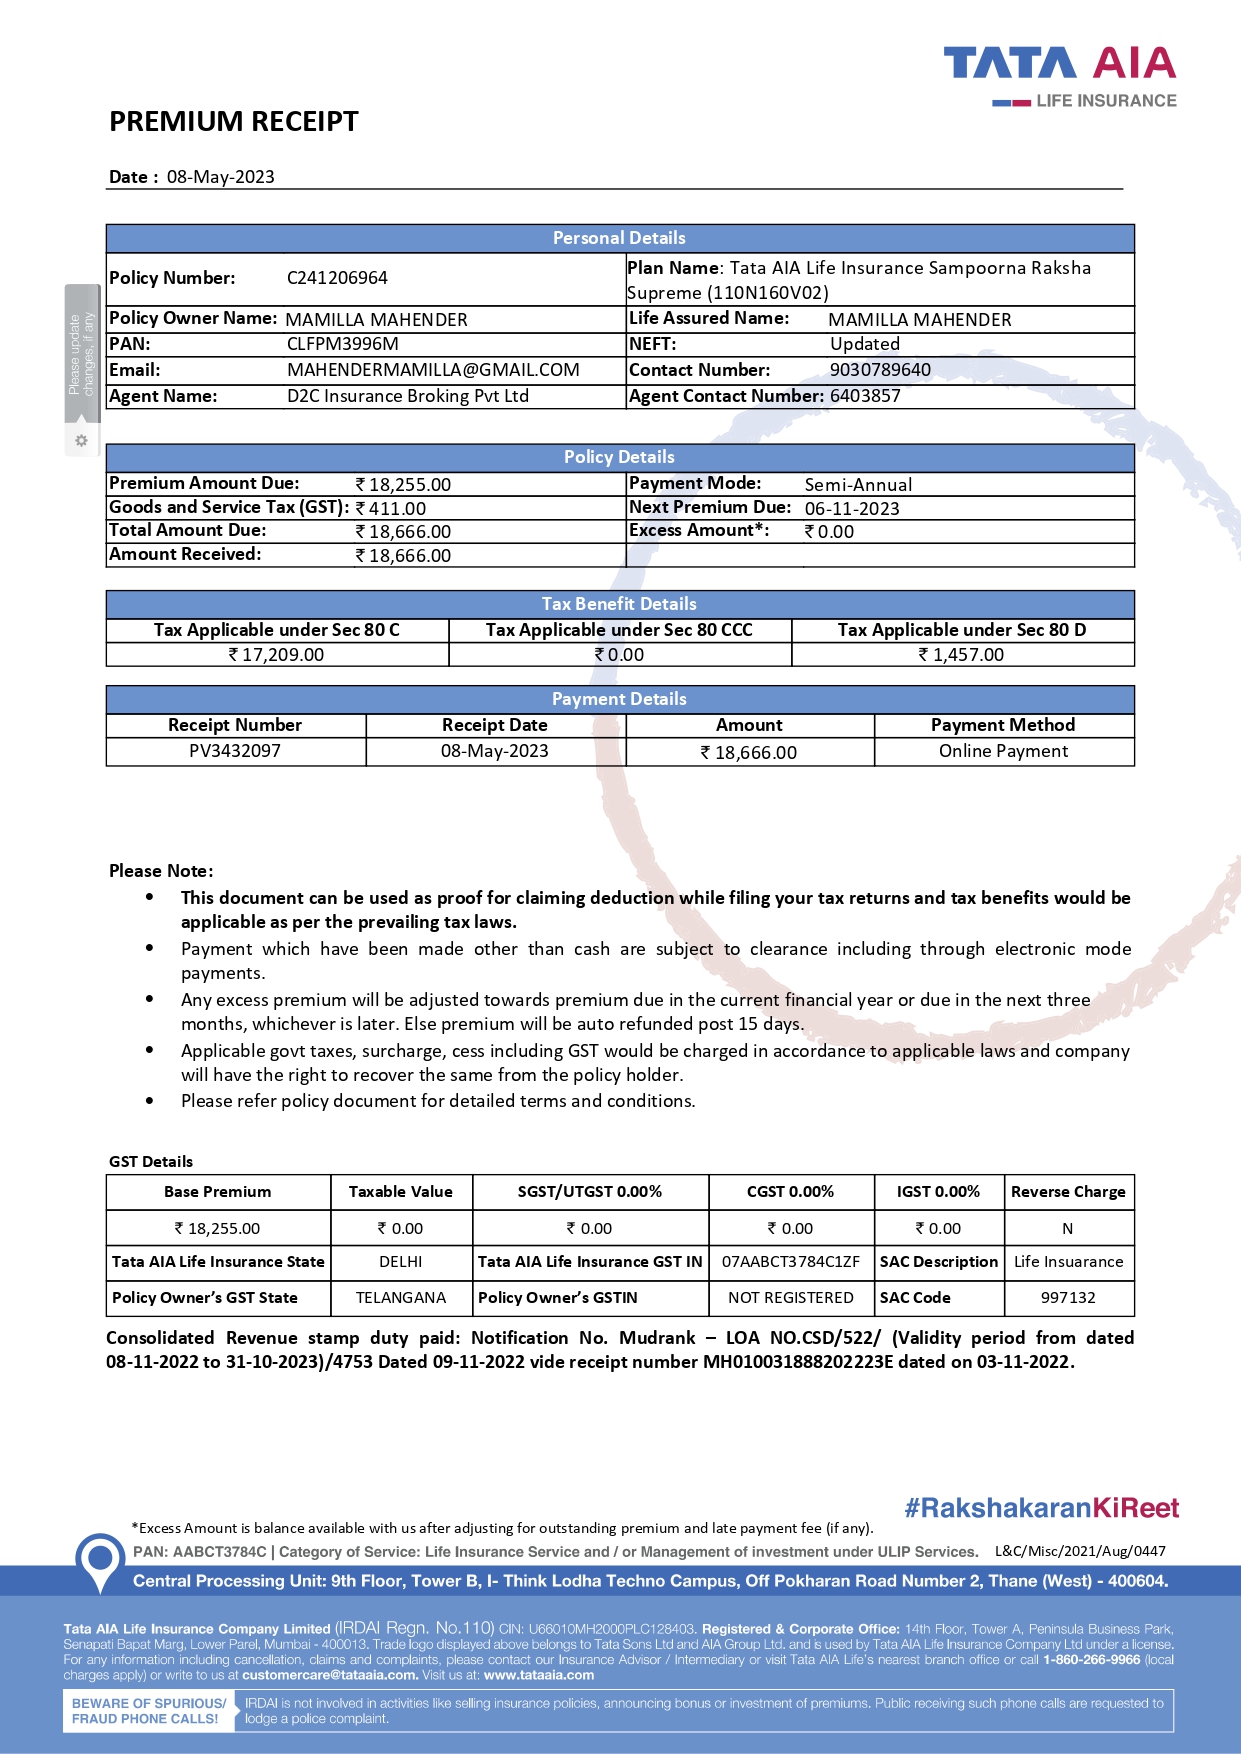 TATA AIA
LIFE INSURANCE
PREMIUM RECEIPT
Date : 08-May-2023
Please update
changes, if any
Personal Details
Policy Number: C241206964 Plan Name: Tata AIA Life Insurance Sampoorna Raksha
Supreme (110N160V02)
Policy Owner Name: MAMILLA MAHENDER Life Assured Name: MAMILLA MAHENDER
PAN: CLFPM3996M NEFT: Updated
Email: MAHENDERMAMILLA@GMAIL.COM Contact Number: 9030789640
Agent Name: D2C Insurance Broking Pvt Ltd Agent Contact Number: 6403857
Policy Details
Premium Amount Due: ₹ 18,255.00 Payment Mode: Semi-Annual
Goods and Service Tax (GST): ₹ 411.00 Next Premium Due: 06-11-2023
Total Amount Due: ₹ 18,666.00 Excess Amount*: ₹ 0.00
Amount Received: ₹ 18,666.00
Tax Benefit Details
Tax Applicable under Sec 80 C Tax Applicable under Sec 80 CCC Tax Applicable under Sec 80 D
₹ 17,209.00 ₹ 0.00 ₹ 1,457.00
Payment Details
Receipt Number Receipt Date Amount Payment Method
PV3432097 08-May-2023 ₹ 18,666.00 Online Payment
Please Note:
• This document can be used as proof for claiming deduction while filing your tax returns and tax benefits would be
applicable as per the prevailing tax laws.
• Payment which have been made other than cash are subject to clearance including through electronic mode
payments.
• Any excess premium will be adjusted towards premium due in the current financial year or due in the next three
months, whichever is later. Else premium will be auto refunded post 15 days.
• Applicable govt taxes, surcharge, cess including GST would be charged in accordance to applicable laws and company
will have the right to recover the same from the policy holder.
• Please refer policy document for detailed terms and conditions.
GST Details
Base Premium Taxable Value SGST/UTGST 0.00% CGST 0.00% IGST 0.00% Reverse Charge
₹ 18,255.00 ₹ 0.00 ₹ 0.00 ₹ 0.00 ₹ 0.00 N
Tata AIA Life Insurance State DELHI Tata AIA Life Insurance GST IN 07AABCT3784C1ZF SAC Description Life Insuarance
Policy Owner’s GST State TELANGANA Policy Owner’s GSTIN NOT REGISTERED SAC Code 997132
Consolidated Revenue stamp duty paid: Notification No. Mudrank – LOA NO.CSD/522/ (Validity period from dated
08-11-2022 to 31-10-2023)/4753 Dated 09-11-2022 vide receipt number MH010031888202223E dated on 03-11-2022.
#RakshakaranKiReet
*Excess Amount is balance available with us after adjusting for outstanding premium and late payment fee (if any).
PAN: AABCT3784C | Category of Service: Life Insurance Service and / or Management of investment under ULIP Services. L&C/Misc/2021/Aug/0447
Central Processing Unit: 9th Floor, Tower B, I- Think Lodha Techno Campus, Off Pokharan Road Number 2, Thane (West) - 400604.
Tata AIA Life Insurance Company Limited (IRDAI Regn. No.110) CIN: U66010MH2000PLC128403. Registered & Corporate Office: 14th Floor, Tower A, Peninsula Business Park,
Senapati Bapat Marg, Lower Parel, Mumbai - 400013. Trade logo displayed above belongs to Tata Sons Ltd and AIA Group Ltd. and is used by Tata AIA Life Insurance Company Ltd under a license.
For any information including cancellation, claims and complaints, please contact our Insurance Advisor / Intermediary or visit Tata AIA Life's nearest branch office or call 1-860-266-9966 (local
charges apply) or write to us at customercare@tataaia.com. Visit us at: www.tataaia.com
BEWARE OF SPURIOUS/
FRAUD PHONE CALLS!
IRDAI is not involved in activities like selling insurance policies, announcing bonus or investment of premiums. Public receiving such phone calls are requested to
lodge a police complaint.